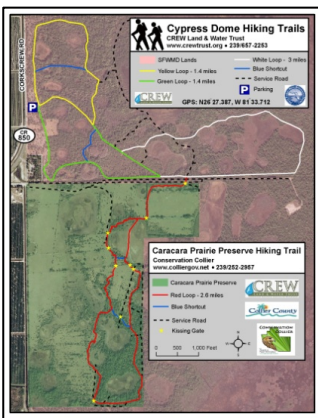 Cypress Dome Hiking Trails
CREW Land & Water Trust
www.crewtrust.org • 239/657-2253
SFWMD Lands
Yellow Loop - 1.4 miles
Green Loop - 1.4 miles
White Loop - 3 miles
Blue Shortcut
Service Road
P Parking
CREW
GPS: N26 27.387, W 81 33.712
CORKSCREW RD
P
CR
850
Caracara Prairie Preserve Hiking Trail
Conservation Collier
www.colliergov.net • 239/252-2957
Caracara Prairie Preserve
Red Loop - 2.6 miles
Blue Shortcut
Service Road
Kissing Gate
0 500 1,000 Feet
CREW
Collier County
CONSERVATION
COLLIER